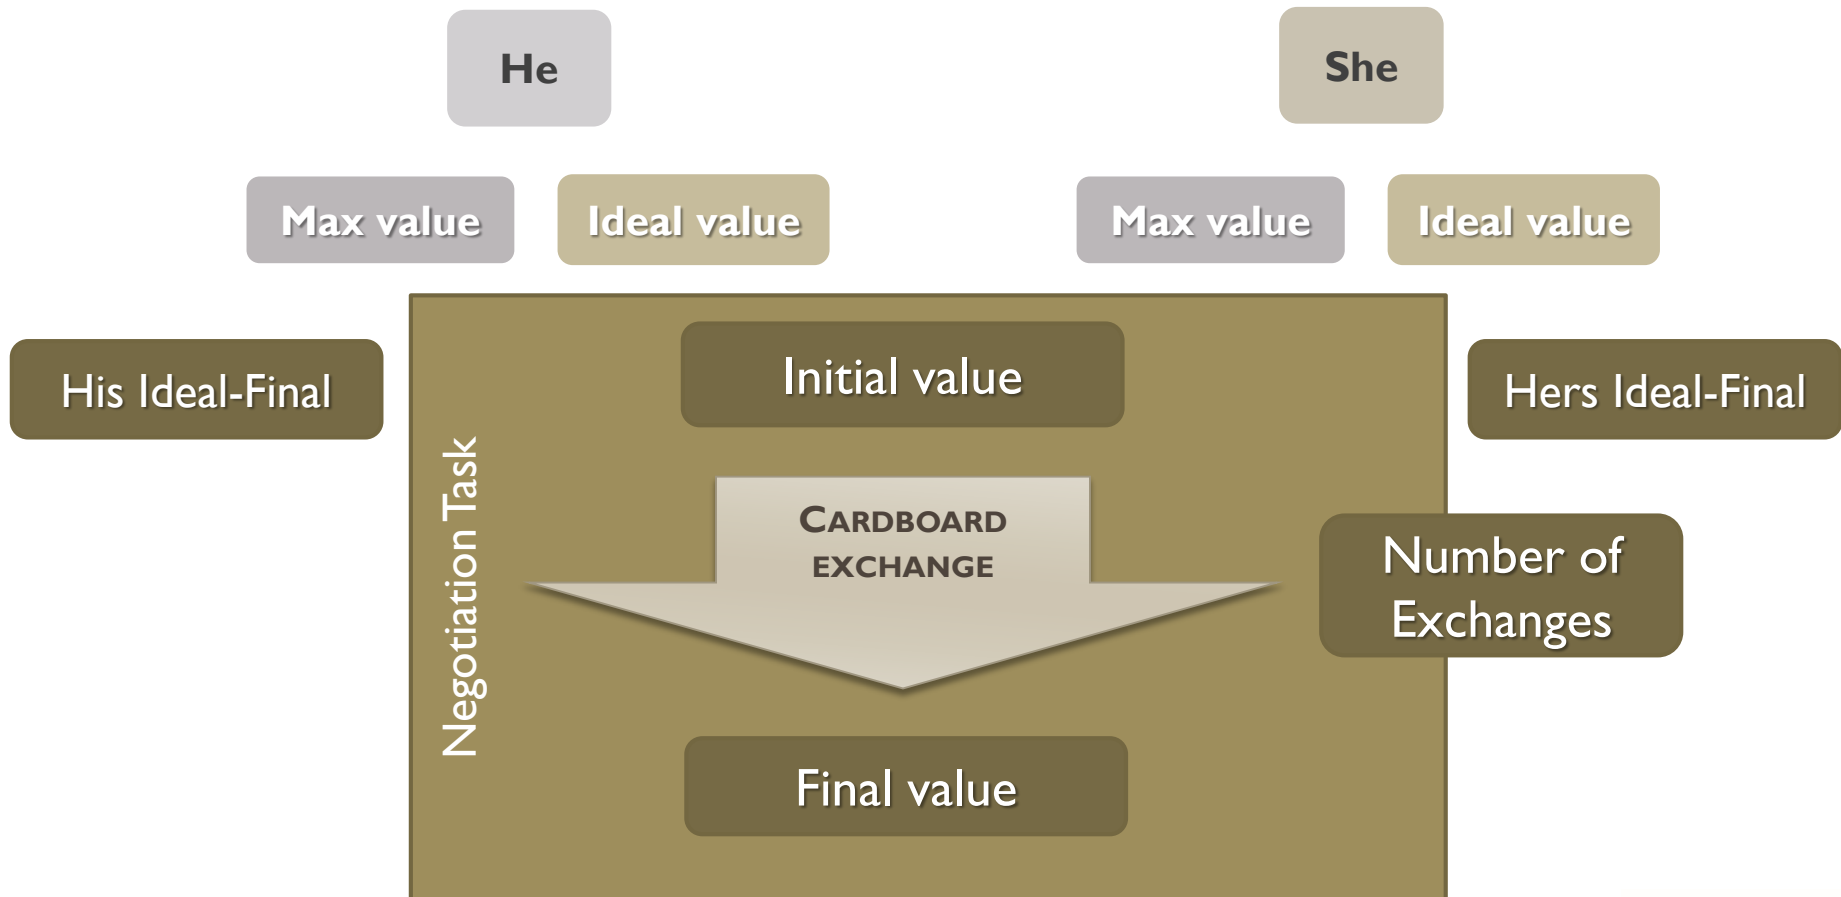 He
She
Max value
Ideal value
Max value
Ideal value
His Ideal-Final
Initial value
Hers Ideal-Final
Negotiation Task
CARDBOARD
EXCHANGE
Number of
Exchanges
Final value